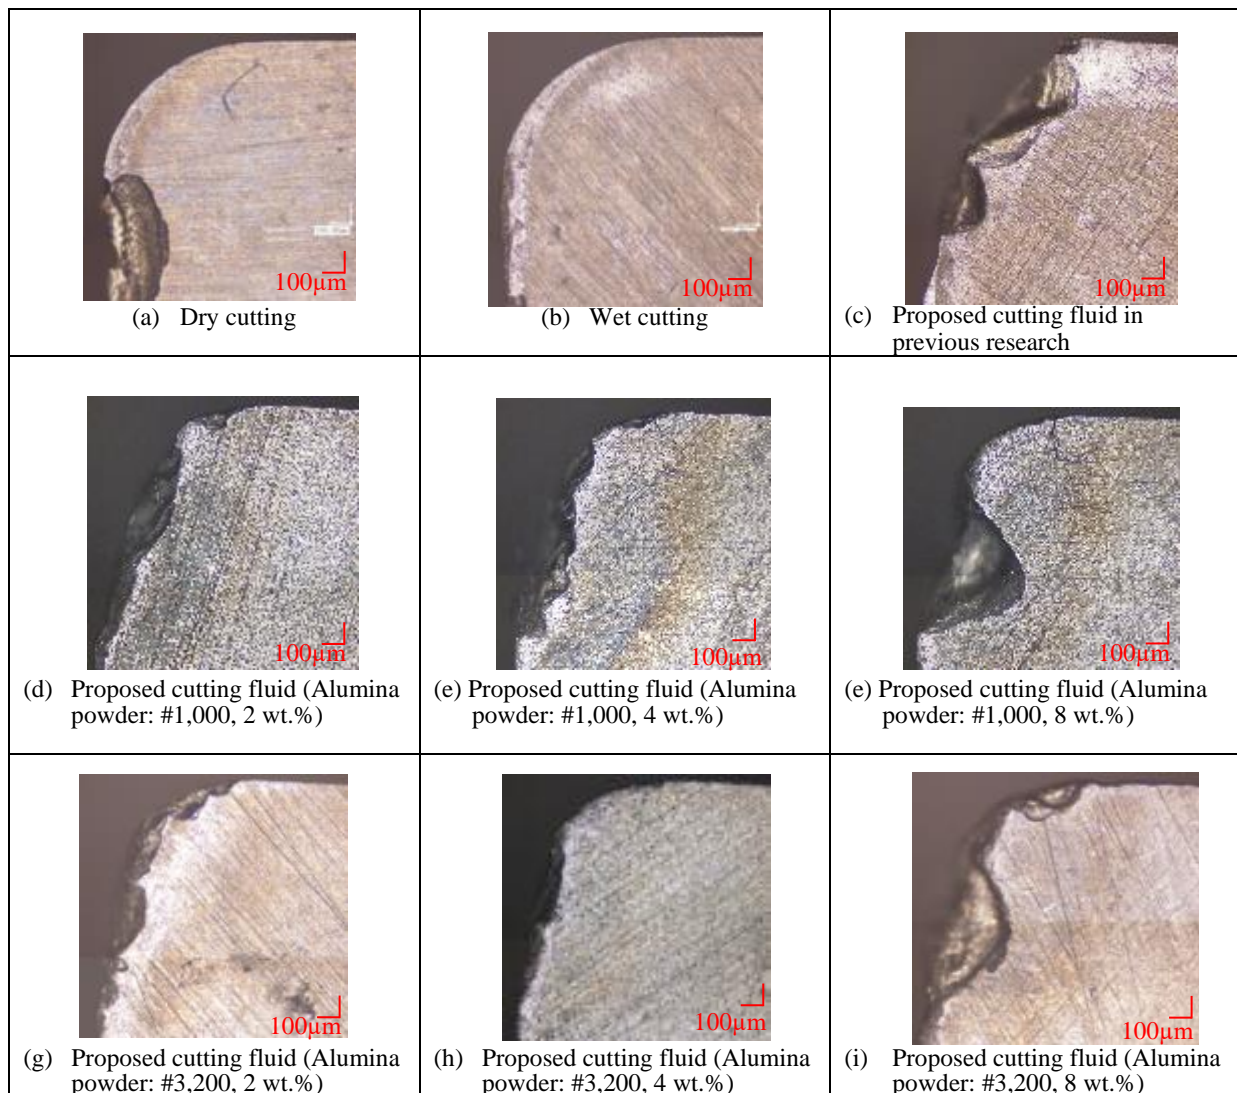 100µm
100µm
100µm
(a) Dry cutting
(b) Wet cutting
(c) Proposed cutting fluid in
previous research
100µm
100µm
100µm
(d) Proposed cutting fluid (Alumina
powder: #1,000, 2 wt.%)
(e) Proposed cutting fluid (Alumina
powder: #1,000, 4 wt.%)
(e) Proposed cutting fluid (Alumina
powder: #1,000, 8 wt.%)
100µm
100µm
100µm
(g) Proposed cutting fluid (Alumina
powder: #3,200, 2 wt.%)
(h) Proposed cutting fluid (Alumina
powder: #3,200, 4 wt.%)
(i) Proposed cutting fluid (Alumina
powder: #3,200, 8 wt.%)